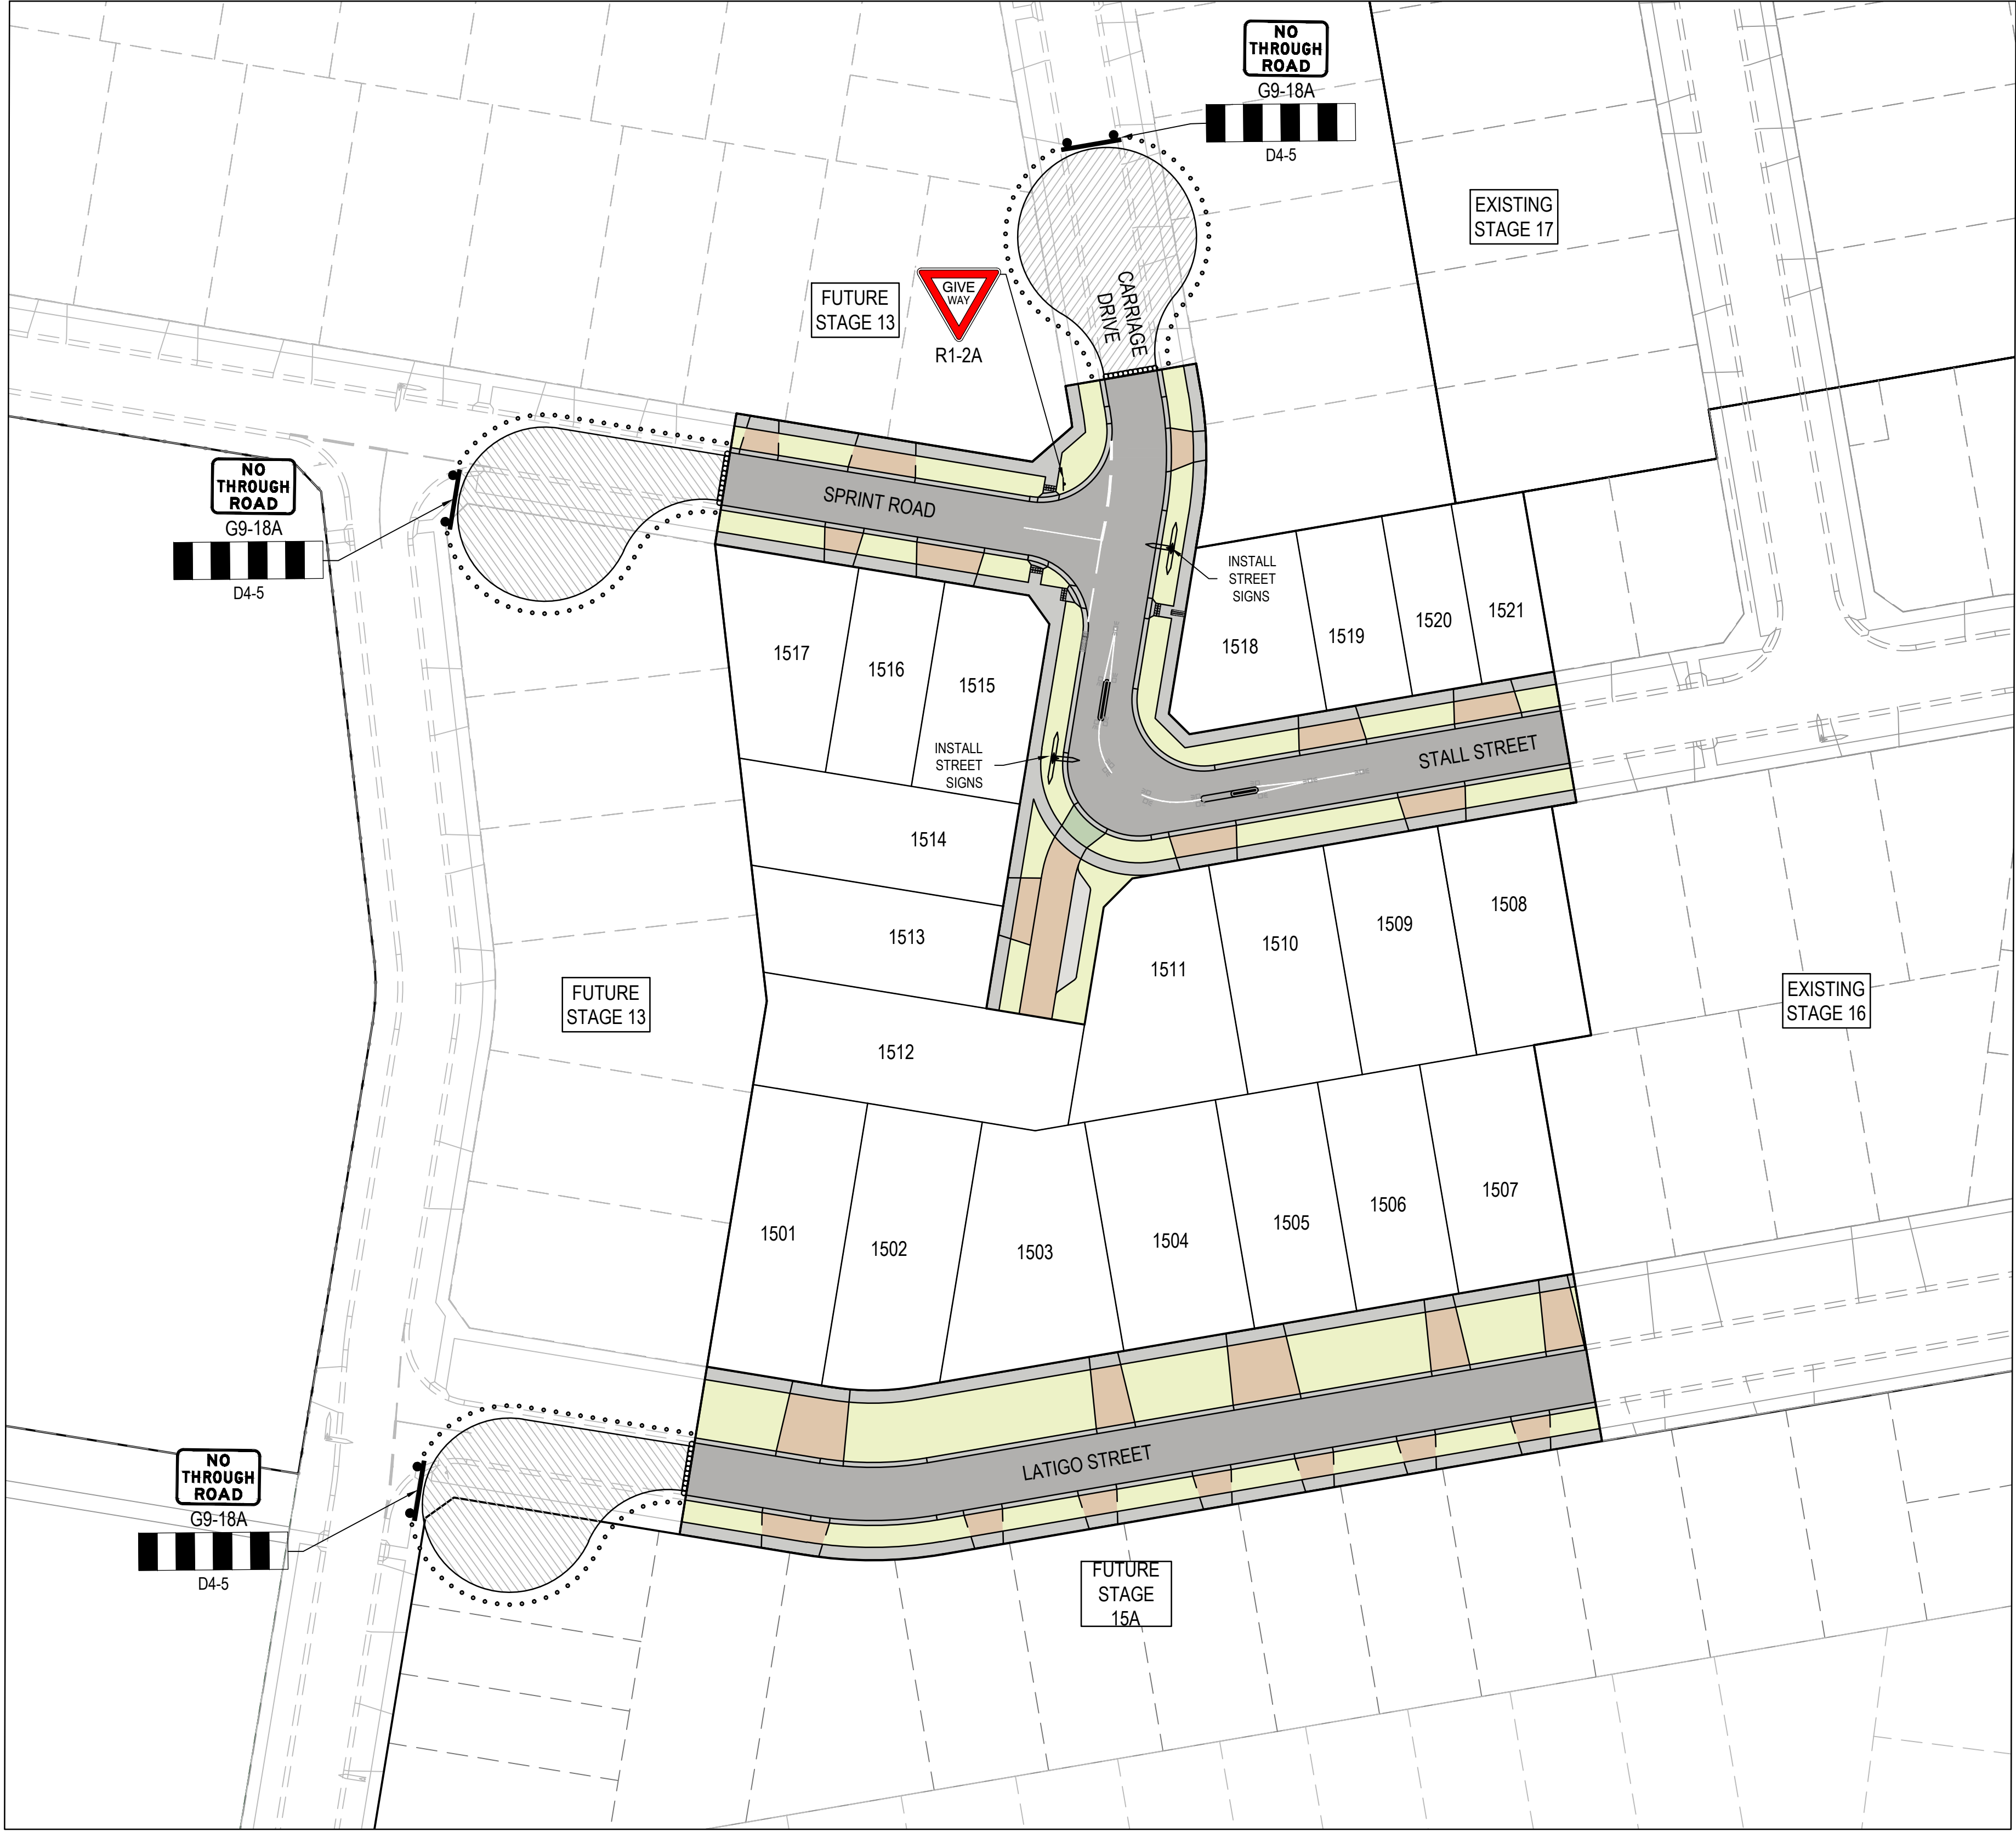 NO
THROUGH
ROAD
G9-18A
D4-5
EXISTING
STAGE 17
FUTURE
STAGE 13
GIVE
WAY
R1-2A
CARRIAGE
DRIVE
NO
THROUGH
ROAD
G9-18A
D4-5
SPRINT ROAD
INSTALL
STREET
SIGNS
1517
1516
1515
1518
1519
1520
1521
INSTALL
STREET
SIGNS
STALL STREET
1514
1513
1512
1511
1510
1509
1508
FUTURE
STAGE 13
EXISTING
STAGE 16
1501
1502
1503
1504
1505
1506
1507
LATIGO STREET
NO
THROUGH
ROAD
G9-18A
D4-5
FUTURE
STAGE
15A